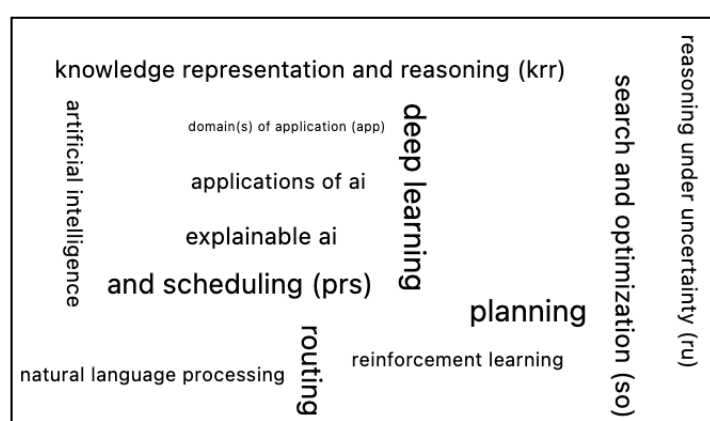 knowledge representation and reasoning (krr)
artificial intelligence
domain(s) of application (app)
deep learning
search and optimization (so)
reasoning under uncertainty (ru)
applications of ai
explainable ai
and scheduling (prs)
planning
routing
reinforcement learning
natural language processing